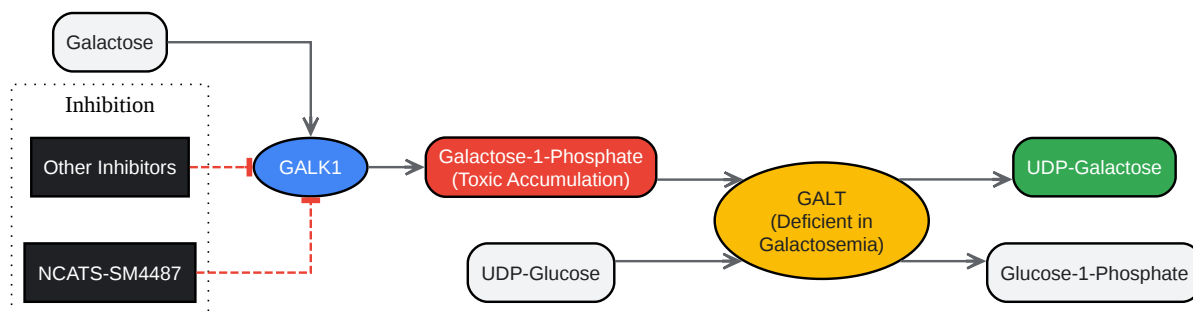 Galactose
Inhibition
Other Inhibitors
GALK1
Galactose-1-Phosphate
(Toxic Accumulation)
UDP-Galactose
GALT
(Deficient in
Galactosemia)
NCATS-SM4487
UDP-Glucose
Glucose-1-Phosphate